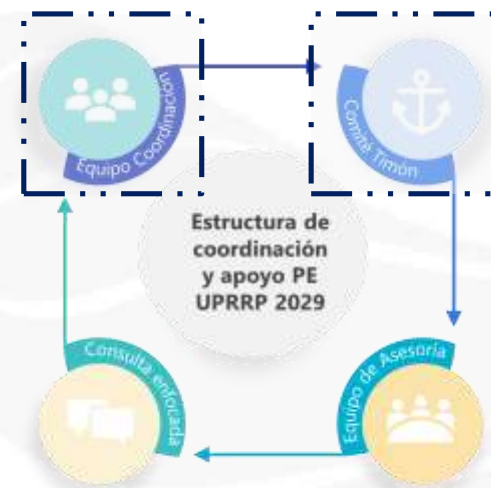 Equipo Coordinación
Comité Timón
Estructura de
coordinación
y apoyo PE
UPRRP 2029
Consulta enfocada
Equipo de Asesoría